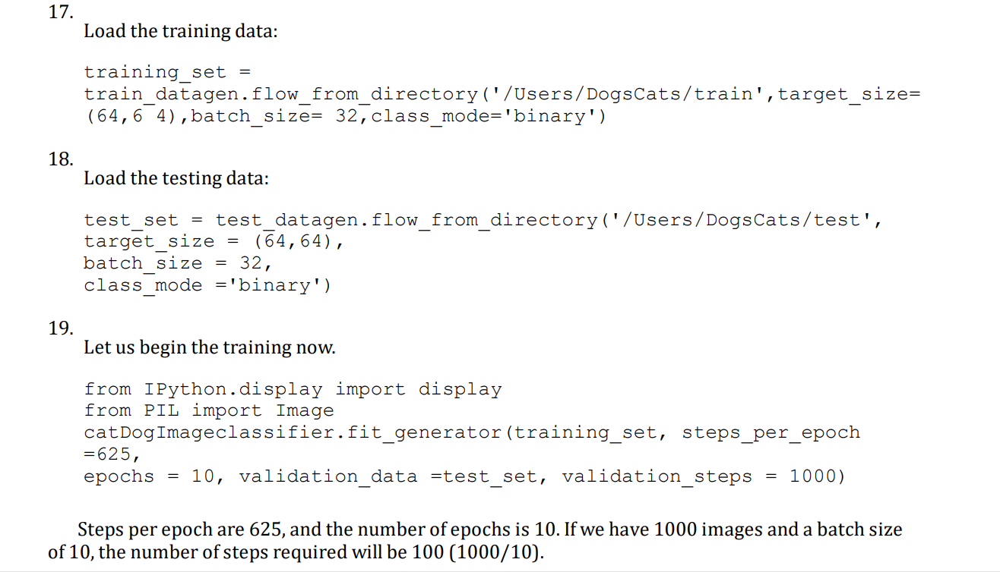 17.
Load the training data:
training_set =
train_datagen.flow_from_directory('/Users/DogsCats/train',target_size=
(64,6 4),batch_size= 32,class_mode='binary')
18.
Load the testing data:
test_set = test_datagen.flow_from_directory('/Users/DogsCats/test',
target_size = (64,64),
batch_size = 32,
class_mode ='binary')
19.
Let us begin the training now.
from IPython.display import display
from PIL import Image
catDogImageclassifier.fit_generator(training_set, steps_per_epoch
=625,
epochs = 10, validation_data =test_set, validation_steps = 1000)
Steps per epoch are 625, and the number of epochs is 10. If we have 1000 images and a batch size
of 10, the number of steps required will be 100 (1000/10).